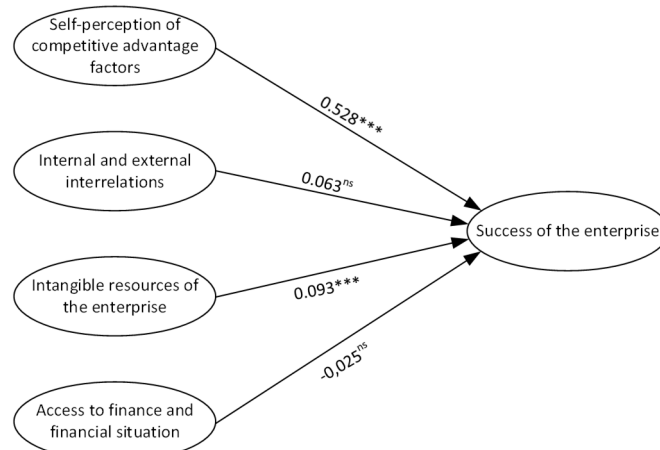 Self-perception of
competitive advantage
factors
0.528***
Internal and external
interrelations
0.063ns
Success of the enterprise
Intangible resources of
the enterprise
0.093***
-0,025ns
Access to finance and
financial situation